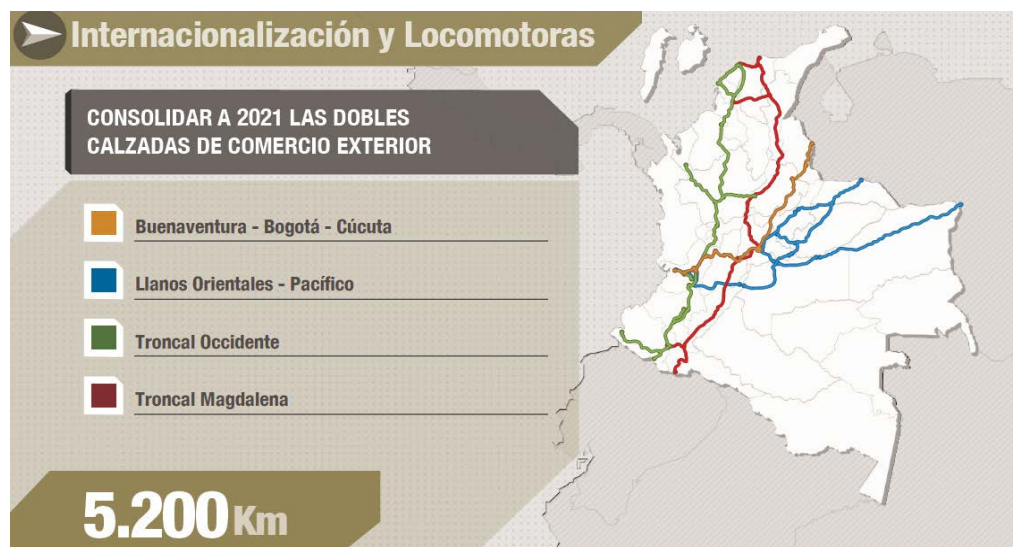 Internacionalización y Locomotoras
CONSOLIDAR A 2021 LAS DOBLES
CALZADAS DE COMERCIO EXTERIOR
Buenaventura - Bogotá - Cúcuta
Llanos Orientales - Pacífico
Troncal Occidente
Troncal Magdalena
5.200 Km